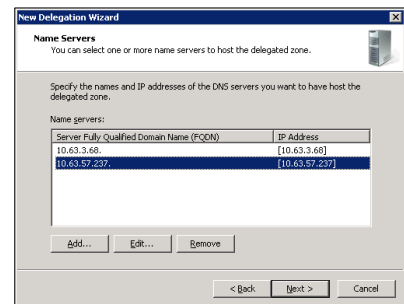 New Delegation Wizard
Name Servers
You can select one or more name servers to host the delegated zone.
Specify the names and IP addresses of the DNS servers you want to have host the
delegated zone.
Name servers:
Server Fully Qualified Domain Name (FQDN) IP Address
10.63.3.68. [10.63.3.68]
10.63.57.237. [10.63.57.237]
Add... Edit... Remove
< Back Next > Cancel